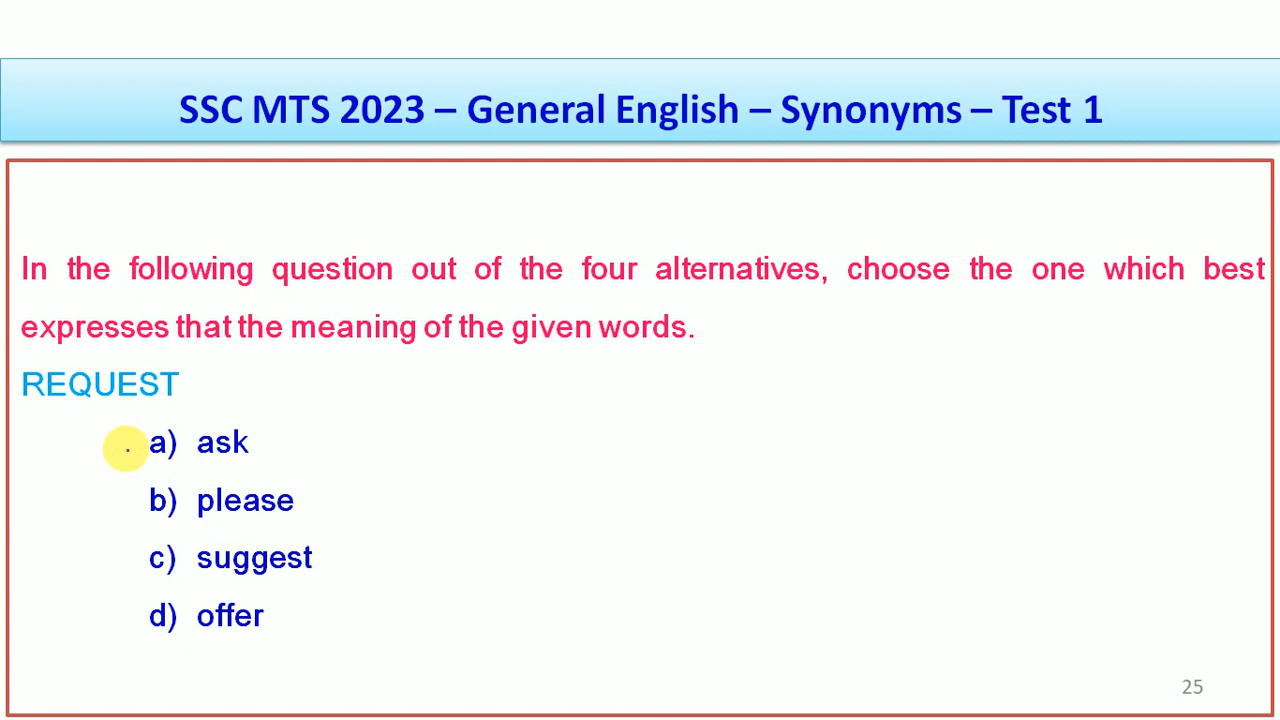 SSC MTS 2023 – General English – Synonyms – Test 1
In the following question out of the four alternatives, choose the one which best
expresses that the meaning of the given words.
REQUEST
a) ask
b) please
c) suggest
d) offer
25